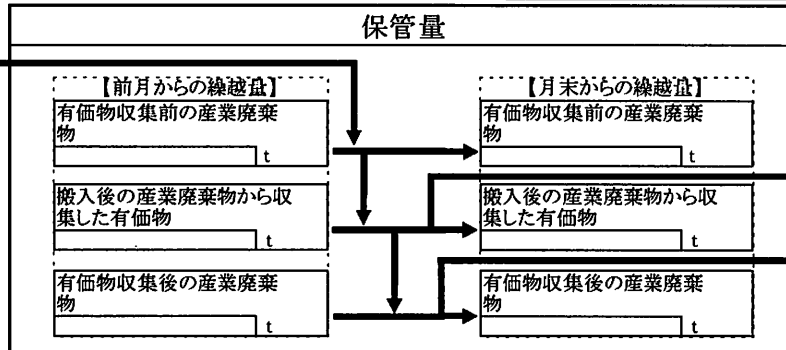 保管量
【前月からの繰越量】
有価物収集前の産業廃棄
物
t
搬入後の産業廃棄物から収
集した有価物
t
有価物収集後の産業廃棄
物
t
【月末からの繰越量】
有価物収集前の産業廃棄
物
t
搬入後の産業廃棄物から収
集した有価物
t
有価物収集後の産業廃棄
物
t